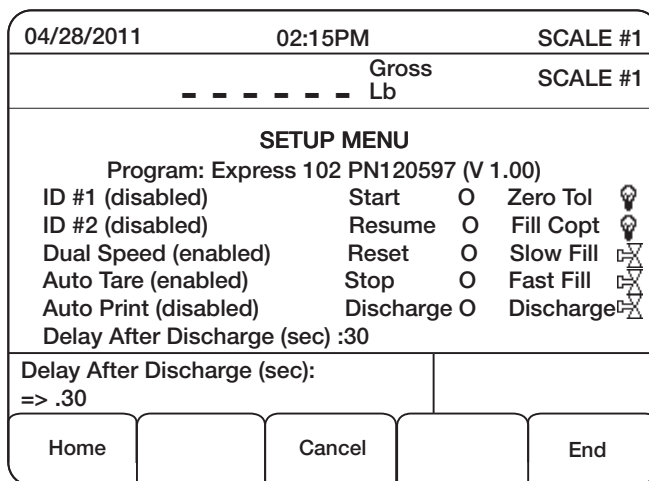 04/28/2011 02:15PM SCALE #1
Gross SCALE #1
_ _ _ _ _ _ Lb
SETUP MENU
Program: Express 102 PN120597 (V 1.00)
ID #1 (disabled) Start O Zero Tol
ID #2 (disabled) Resume O Fill Copt
Dual Speed (enabled) Reset O Slow Fill
Auto Tare (enabled) Stop O Fast Fill
Auto Print (disabled) Discharge O Discharge
Delay After Discharge (sec) :30
Delay After Discharge (sec):
=> .30
Home Cancel End